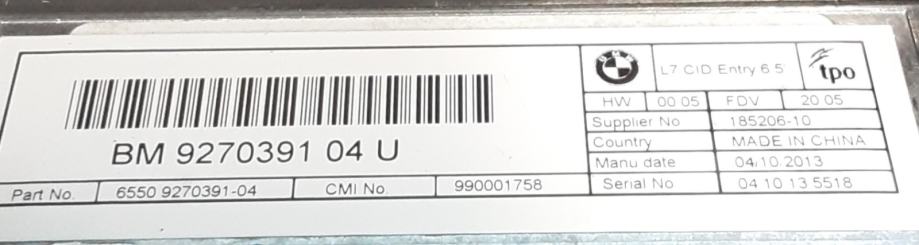 BMW
L7 CID Entry 6 5
tpo
HW 00 05 FDV 20 05
Supplier No 185206-10
Country MADE IN CHINA
Manu date 04.10.2013
Serial No 04 10 13 5518
BM 9270391 04 U
Part No. 6550 9270391-04 CMI No. 990001758